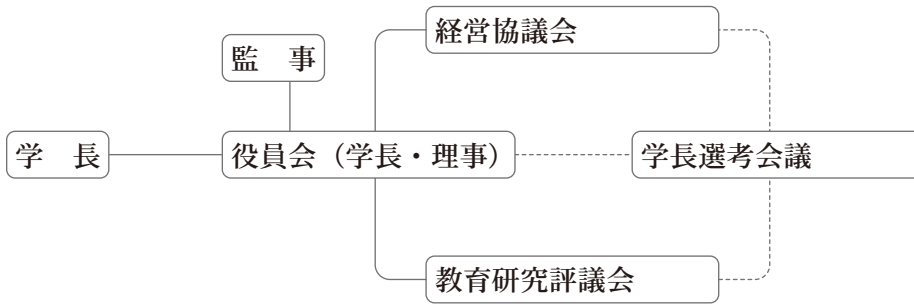 経営協議会
監　事
学　長
役員会（学長・理事）
学長選考会議
教育研究評議会